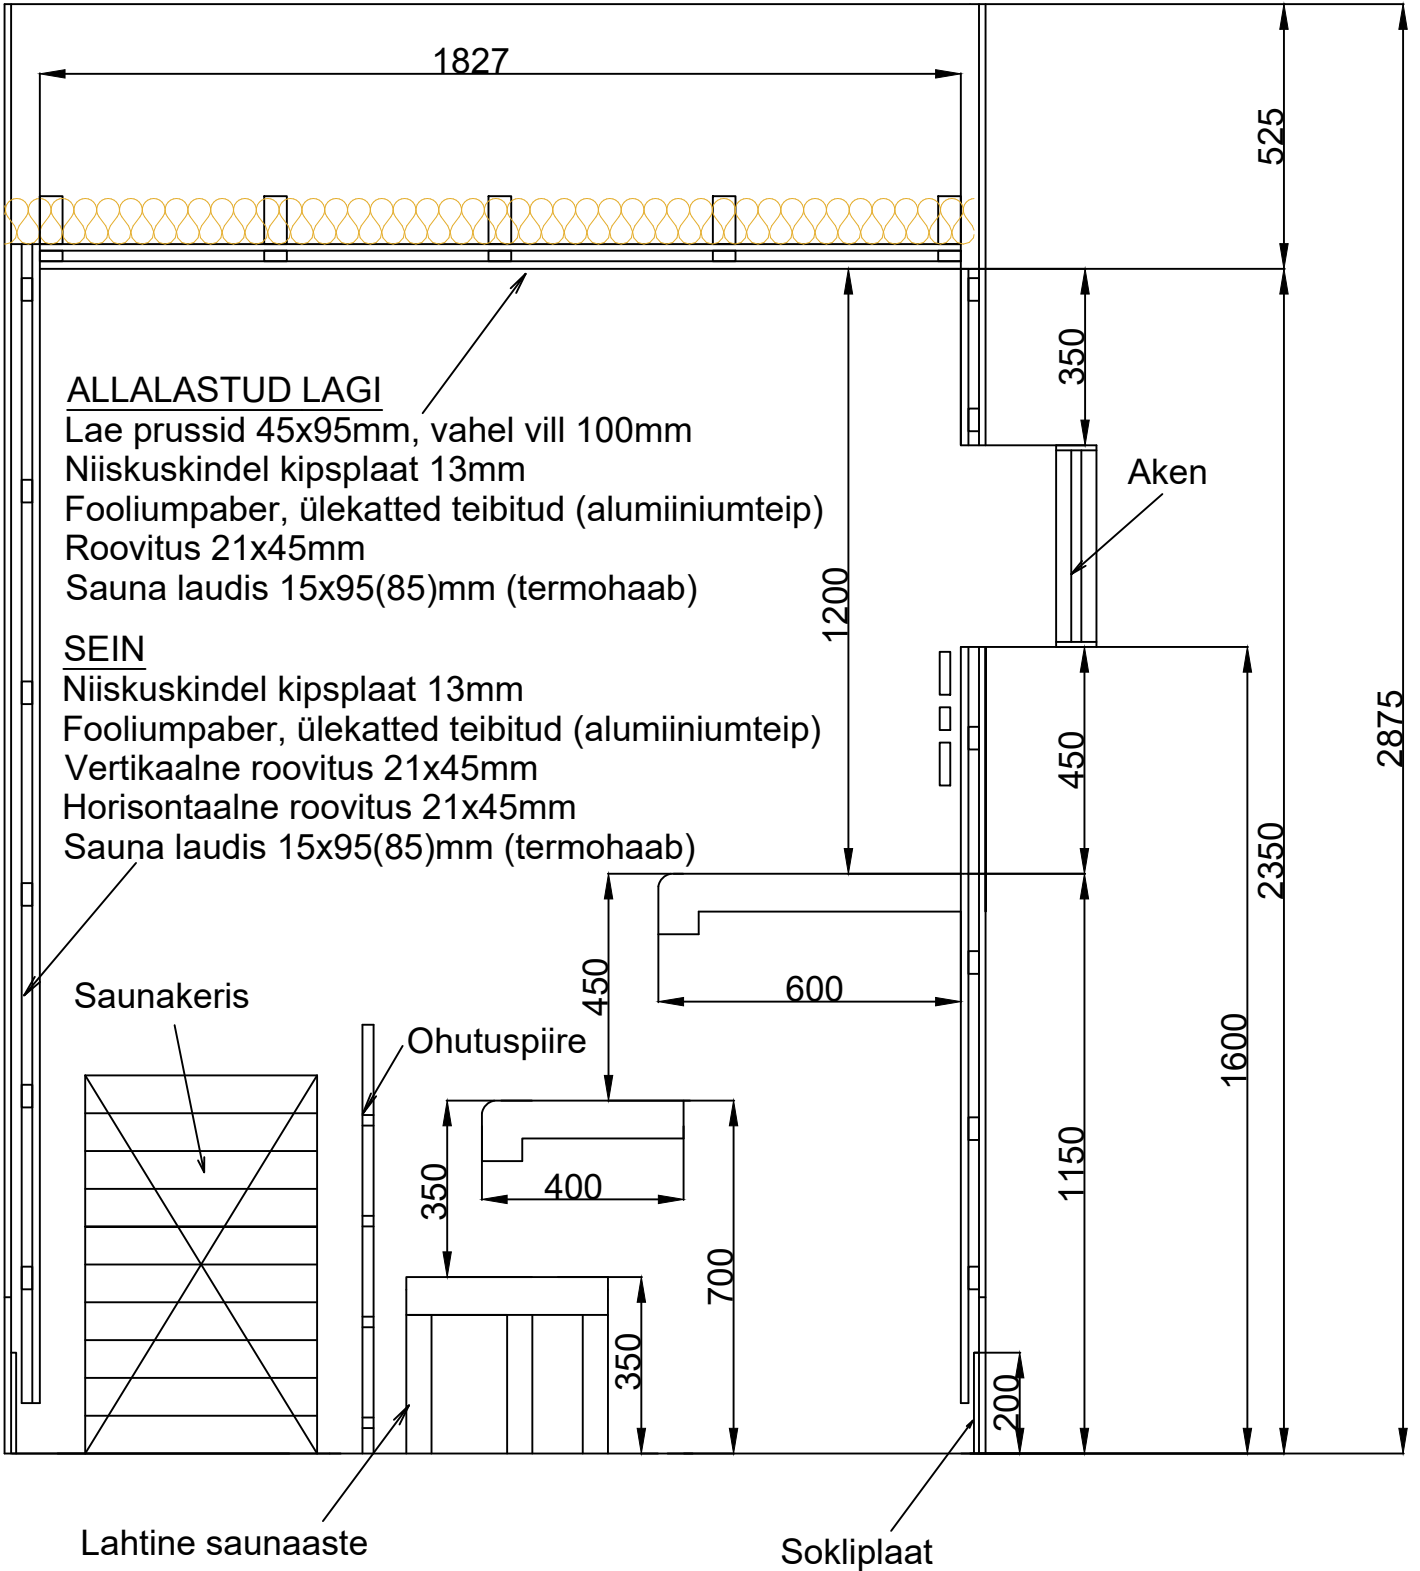 1827
525
350
ALLALASTUD LAGI
Lae prussid 45x95mm, vahel vill 100mm
Niiskuskindel kipsplaat 13mm
Fooliumpaber, ülekatted teibitud (alumiiniumteip)
Roovitus 21x45mm
Sauna laudis 15x95(85)mm (termohaab)
Aken
1200
SEIN
Niiskuskindel kipsplaat 13mm
Fooliumpaber, ülekatted teibitud (alumiiniumteip)
Vertikaalne roovitus 21x45mm
Horisontaalne roovitus 21x45mm
Sauna laudis 15x95(85)mm (termohaab)
450
2875
2350
Saunakeris
450
600
Ohutuspiire
1600
1150
350
400
700
350
200
Lahtine saunaaste
Sokliplaat